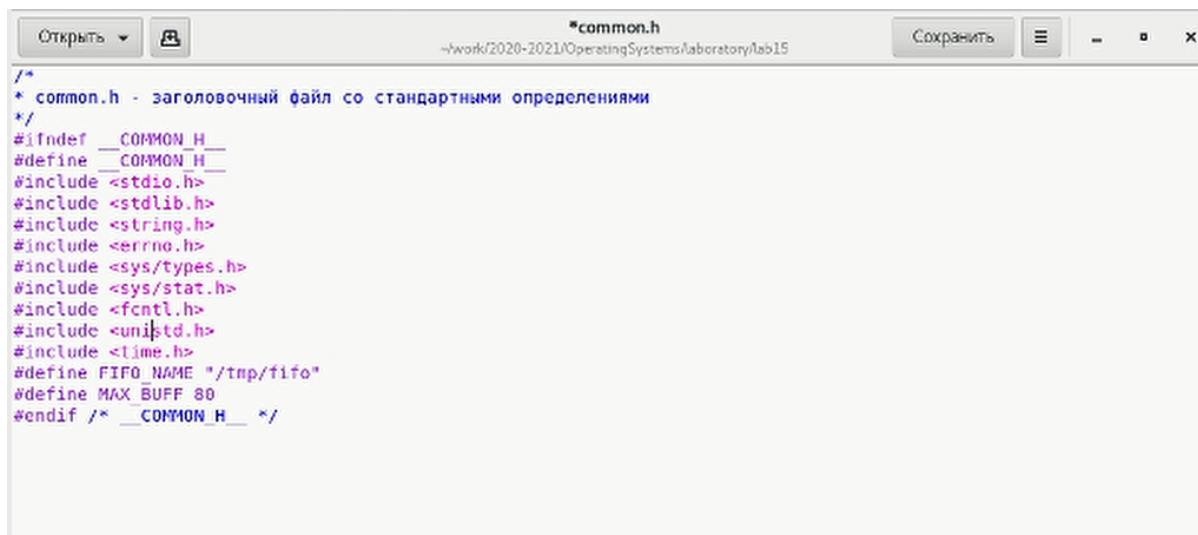 Открыть
*common.h
~/work/2020-2021/OperatingSystems/laboratory/lab15
Сохранить
/*
* common.h - заголовочный файл со стандартными определениями
*/
#ifndef __COMMON_H__
#define __COMMON_H__
#include <stdio.h>
#include <stdlib.h>
#include <string.h>
#include <errno.h>
#include <sys/types.h>
#include <sys/stat.h>
#include <fcntl.h>
#include <unistd.h>
#include <time.h>
#define FIFO_NAME "/tmp/fifo"
#define MAX_BUFF 80
#endif /* __COMMON_H__ */